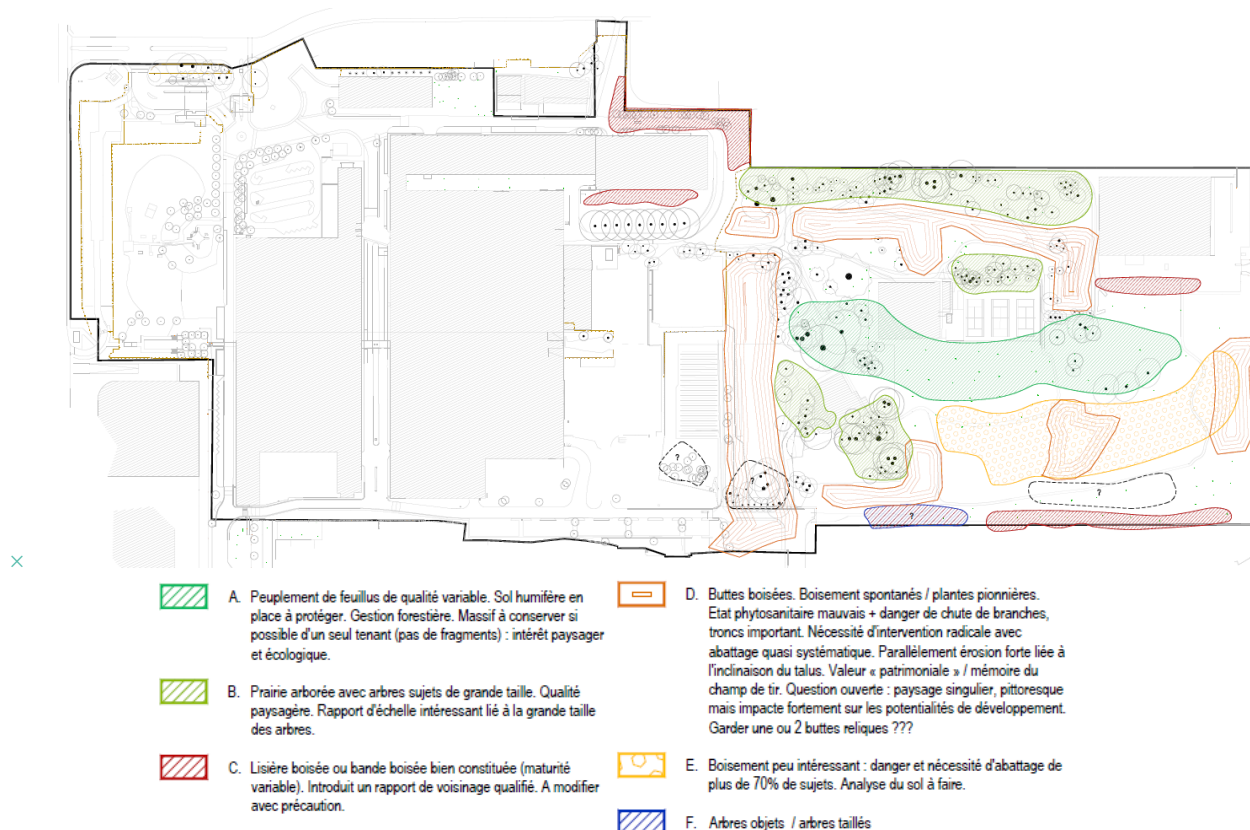 ?
?
?
?
A. Peuplement de feuillus de qualité variable. Sol humifère en
place à protéger. Gestion forestière. Massif à conserver si
possible d'un seul tenant (pas de fragments) : intérêt paysager
et écologique.
B. Prairie arborée avec arbres sujets de grande taille. Qualité
paysagère. Rapport d'échelle intéressant lié à la grande taille
des arbres.
C. Lisière boisée ou bande boisée bien constituée (maturité
variable). Introduit un rapport de voisinage qualifié. A modifier
avec précaution.
D. Buttes boisées. Boisement spontanés / plantes pionnières.
Etat phytosanitaire mauvais + danger de chute de branches,
troncs important. Nécessité d'intervention radicale avec
abattage quasi systématique. Parallèlement érosion forte liée à
l'inclinaison du talus. Valeur « patrimoniale » / mémoire du
champ de tir. Question ouverte : paysage singulier, pittoresque
mais impacte fortement sur les potentialités de développement.
Garder une ou 2 buttes reliques ???
E. Boisement peu intéressant : danger et nécessité d'abattage de
plus de 70% de sujets. Analyse du sol à faire.
F. Arbres objets / arbres taillés